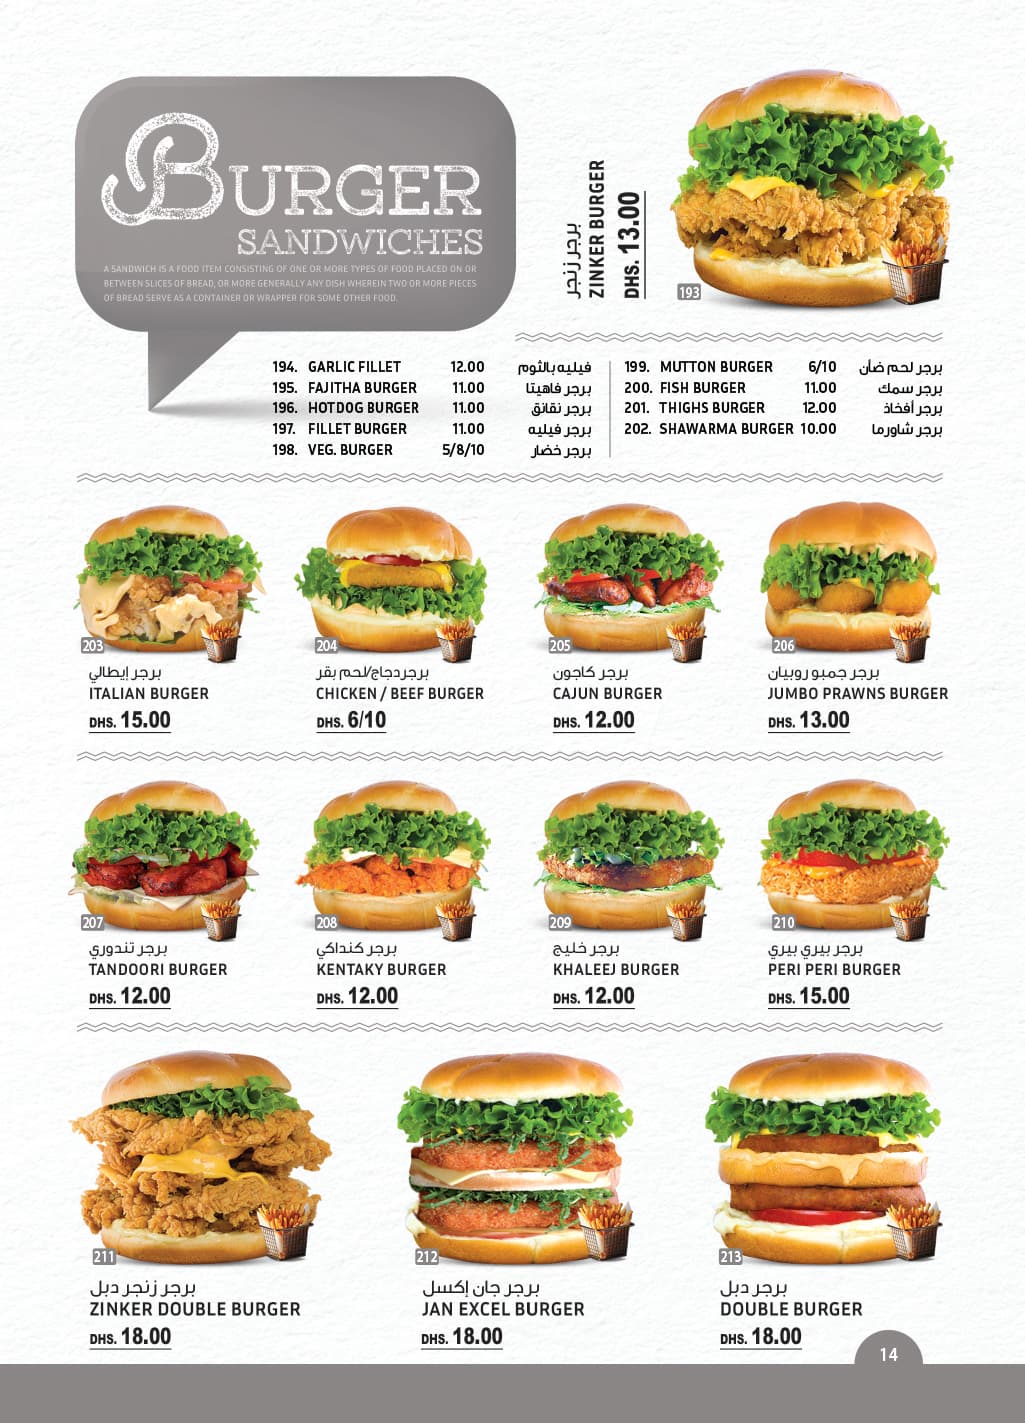 BURGER
SANDWICHES
A SANDWICH IS A FOOD ITEM CONSISTING OF ONE OR MORE TYPES OF FOOD PLACED ON OR
BETWEEN SLICES OF BREAD, OR MORE GENERALLY ANY DISH WHEREIN TWO OR MORE PIECES
OF BREAD SERVE AS A CONTAINER OR WRAPPER FOR SOME OTHER FOOD.
برجر زنجر
ZINKER BURGER
DHS. 13.00
193
194. GARLIC FILLET 12.00 فيليه بالثوم
195. FAJITHA BURGER 11.00 برجر فاهيتا
196. HOTDOG BURGER 11.00 برجر نقانق
197. FILLET BURGER 11.00 برجر فيليه
198. VEG. BURGER 5/8/10 برجر خضار
199. MUTTON BURGER 6/10 برجر لحم ضأن
200. FISH BURGER 11.00 برجر سمك
201. THIGHS BURGER 12.00 برجر أفخاذ
202. SHAWARMA BURGER 10.00 برجر شاورما
203
برجر إيطالي
ITALIAN BURGER
DHS. 15.00
204
برجردجاج/لحم بقر
CHICKEN / BEEF BURGER
DHS. 6/10
205
برجر كاجون
CAJUN BURGER
DHS. 12.00
206
برجر جمبو روبيان
JUMBO PRAWNS BURGER
DHS. 13.00
207
برجر تندوري
TANDOORI BURGER
DHS. 12.00
208
برجر كنداكي
KENTAKY BURGER
DHS. 12.00
209
برجر خليج
KHALEEJ BURGER
DHS. 12.00
210
برجر بيري بيري
PERI PERI BURGER
DHS. 15.00
211
برجر زنجر دبل
ZINKER DOUBLE BURGER
DHS. 18.00
212
برجر جان إكسل
JAN EXCEL BURGER
DHS. 18.00
213
برجر دبل
DOUBLE BURGER
DHS. 18.00
14